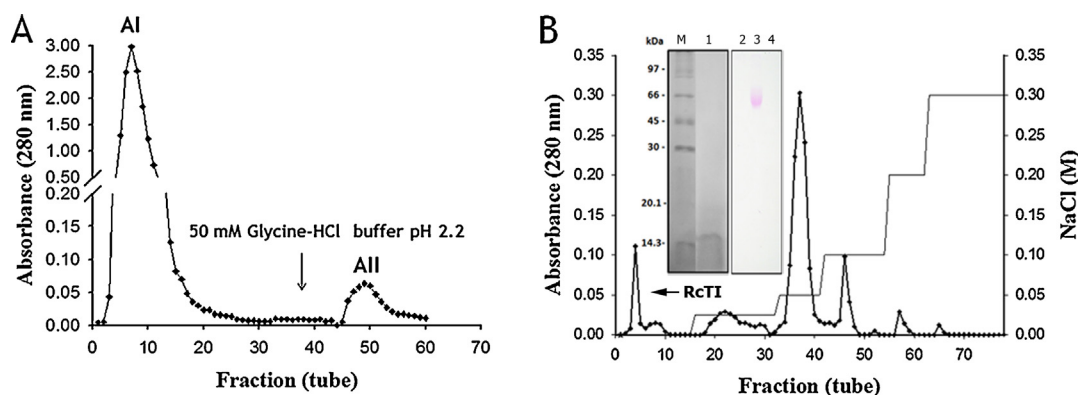 A
AI
3.00
2.50
2.00
1.50
1.00
0.50
0.20
0.15
0.10
0.05
0.00
Absorbance (280 nm)
50 mM Glycine-HCl buffer pH 2.2
AII
0 10 20 30 40 50 60 70
Fraction (tube)
B
kDa M 1 2 3 4
97 -
66 -
45 -
30 -
20.1 -
14.3 -
0.35
0.30
0.25
0.20
0.15
0.10
0.05
0.00
Absorbance (280 nm)
RcTI
0.35
0.30
0.25
0.20
0.15
0.10
0.05
0.00
NaCl (M)
0 10 20 30 40 50 60 70
Fraction (tube)